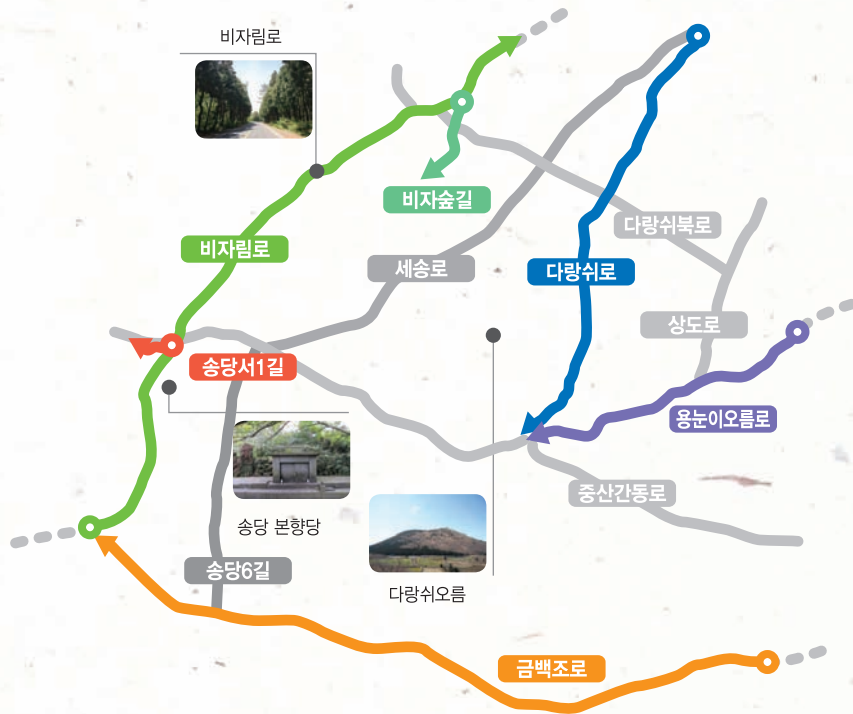 비자림로
비자숲길
다랑쉬북로
비자림로
세송로
다랑쉬로
상도로
송당서1길
용눈이오름로
중산간동로
송당 본향당
송당6길
다랑쉬오름
금백조로